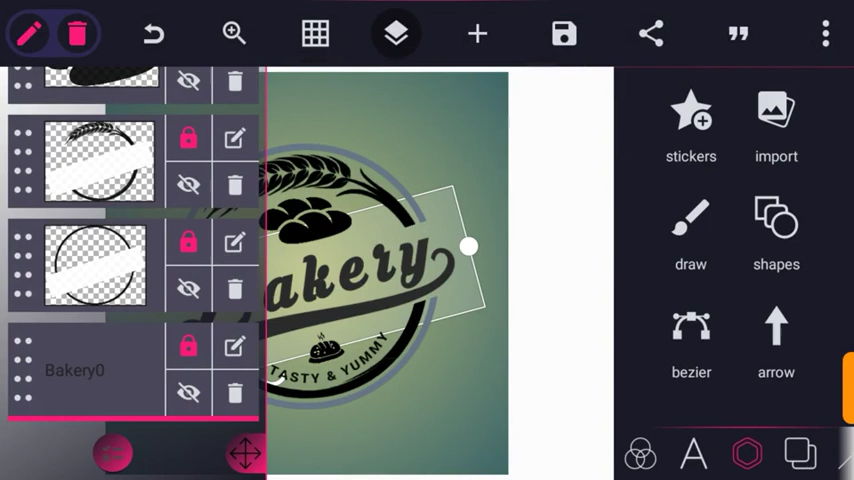 stickers
import
draw
shapes
bezier
arrow
Bakery0
akery
TASTY & YUMMY
A